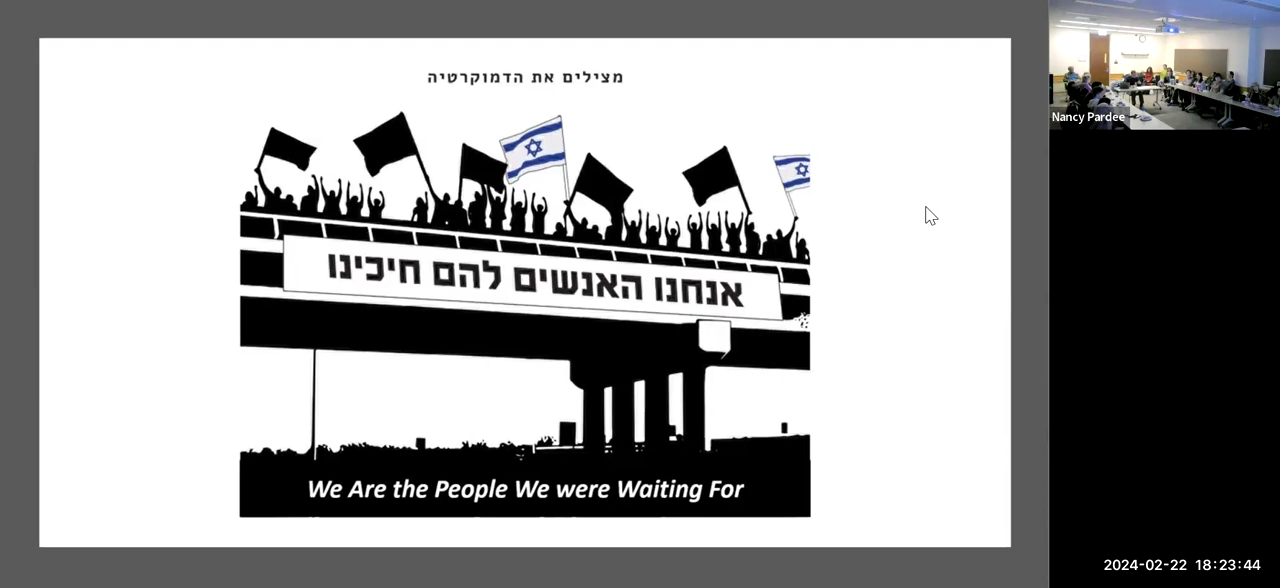 מצילים את הדמוקרטיה
אנחנו האנשים להם חיכינו
We Are the People We were Waiting For
Nancy Pardee
2024-02-22 18:23:44